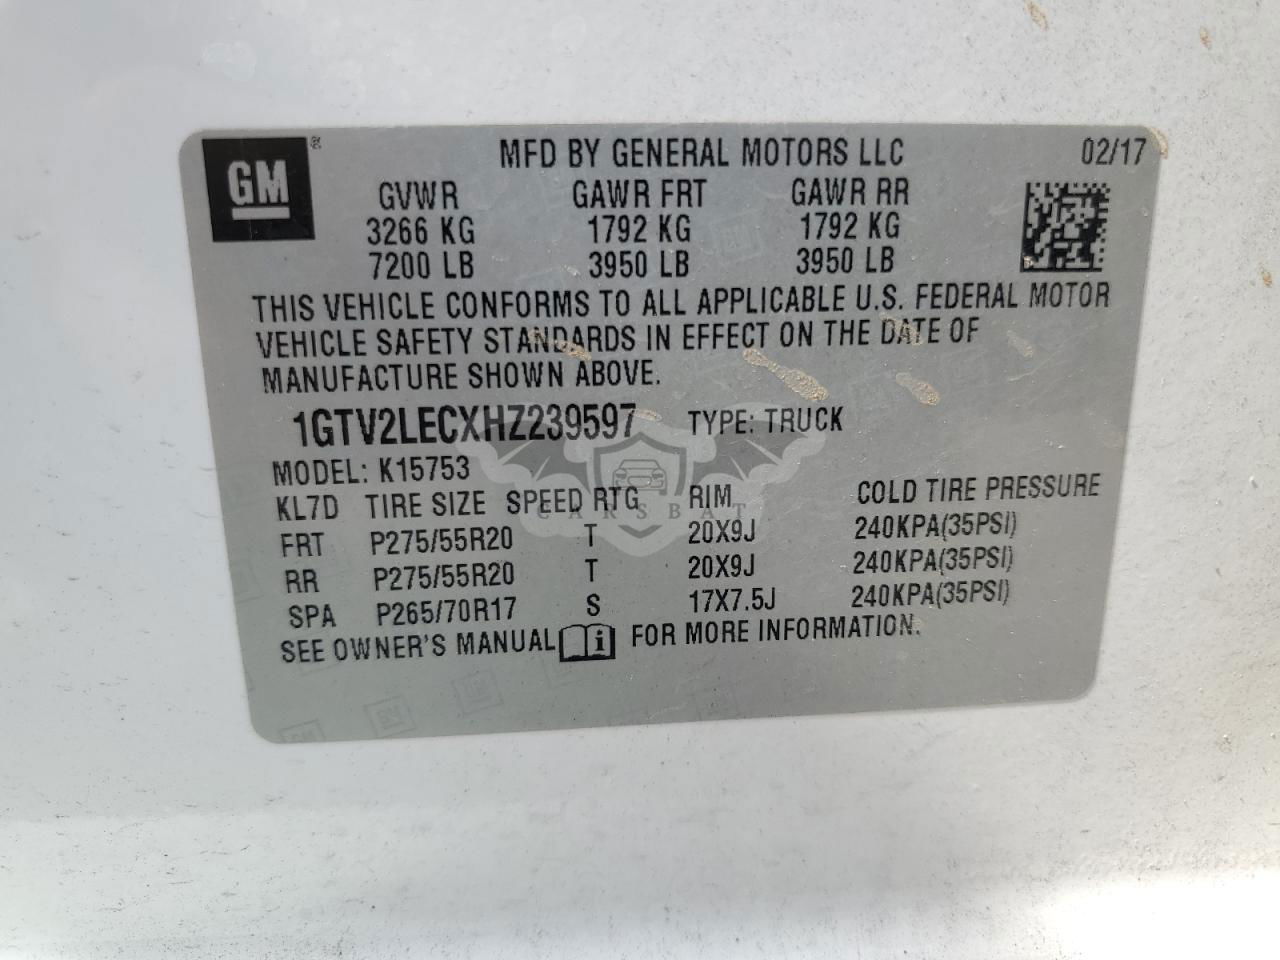 GM
MFD BY GENERAL MOTORS LLC 02/17
GVWR GAWR FRT GAWR RR
3266 KG 1792 KG 1792 KG
7200 LB 3950 LB 3950 LB
THIS VEHICLE CONFORMS TO ALL APPLICABLE U.S. FEDERAL MOTOR
VEHICLE SAFETY STANDARDS IN EFFECT ON THE DATE OF
MANUFACTURE SHOWN ABOVE.
1GTV2LECXHZ239597 TYPE: TRUCK
MODEL: K15753
KL7D TIRE SIZE SPEED RTG RIM COLD TIRE PRESSURE
CARSBAT
FRT P275/55R20 T 20X9J 240KPA(35PSI)
RR P275/55R20 T 20X9J 240KPA(35PSI)
SPA P265/70R17 S 17X7.5J 240KPA(35PSI)
SEE OWNER'S MANUAL i FOR MORE INFORMATION.